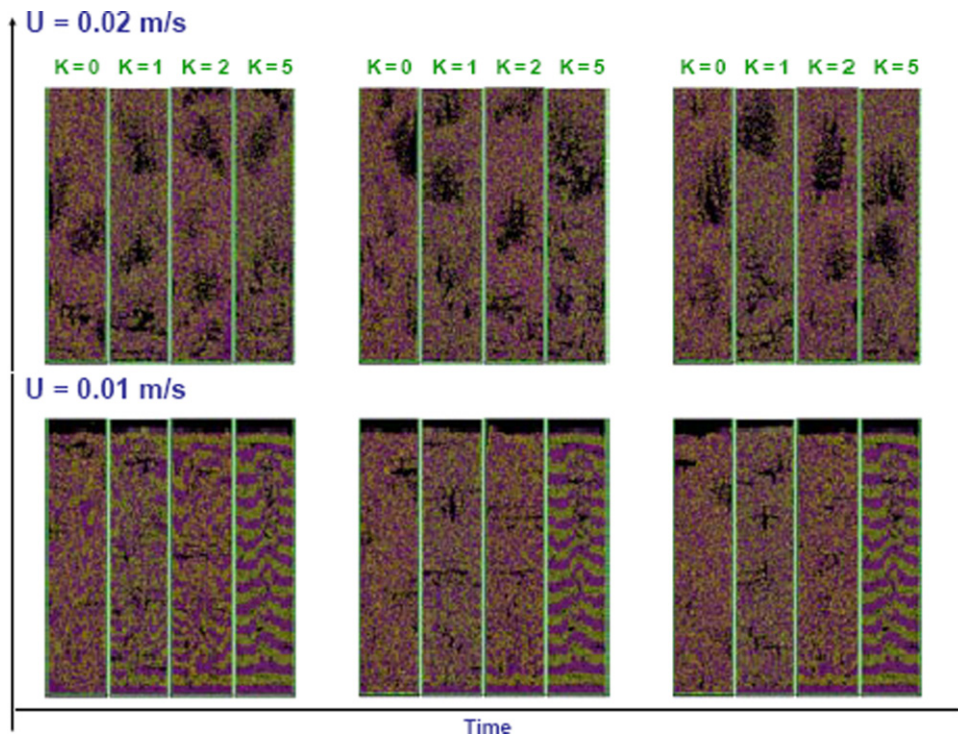 U = 0.02 m/s
K = 0 K = 1 K = 2 K = 5 K = 0 K = 1 K = 2 K = 5 K = 0 K = 1 K = 2 K = 5
U = 0.01 m/s
Time